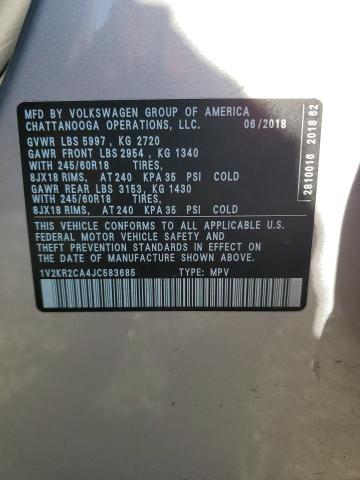 MFD BY VOLKSWAGEN GROUP OF AMERICA
CHATTANOOGA OPERATIONS, LLC. 06/2018
GVWR LBS 5997, KG 2720
GAWR FRONT LBS 2954, KG 1340
WITH 245/60R18 TIRES,
8JX18 RIMS, AT 240 KPA 35 PSI COLD
GAWR REAR LBS 3153, KG 1430
WITH 245/60R18 TIRES,
8JX18 RIMS, AT 240 KPA 35 PSI COLD
THIS VEHICLE CONFORMS TO ALL APPLICABLE U.S.
FEDERAL MOTOR VEHICLE SAFETY AND
THEFT PREVENTION STANDARDS IN EFFECT ON
THE DATE OF MANUFACTURE SHOWN ABOVE.
1V2KR2CA4JC583685 TYPE: MPV
2810016 2018 62